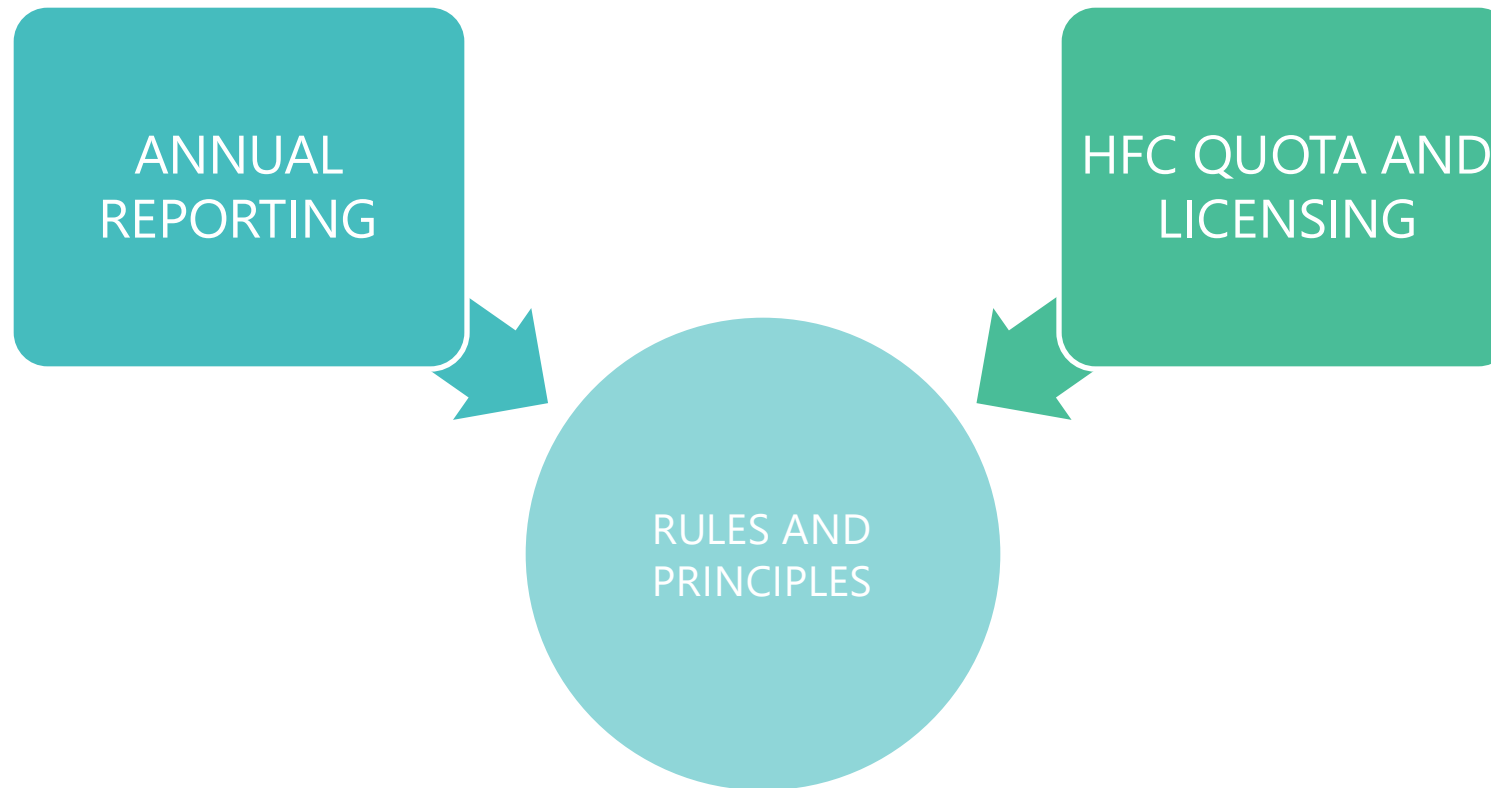 ANNUAL
REPORTING
HFC QUOTA AND
LICENSING
RULES AND
PRINCIPLES